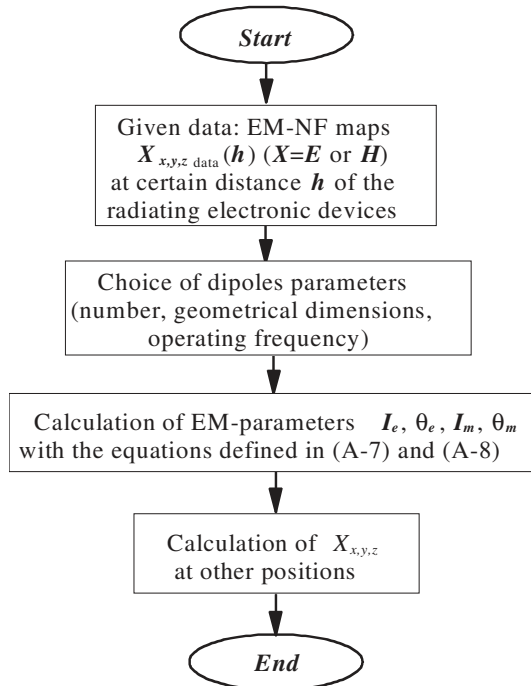 Start
Given data: EM-NF maps
X x,y,z data (h) (X=E or H)
at certain distance h of the
radiating electronic devices
Choice of dipoles parameters
(number, geometrical dimensions,
operating frequency)
Calculation of EM-parameters Ie, θe, Im, θm
with the equations defined in (A-7) and (A-8)
Calculation of Xx,y,z
at other positions
End